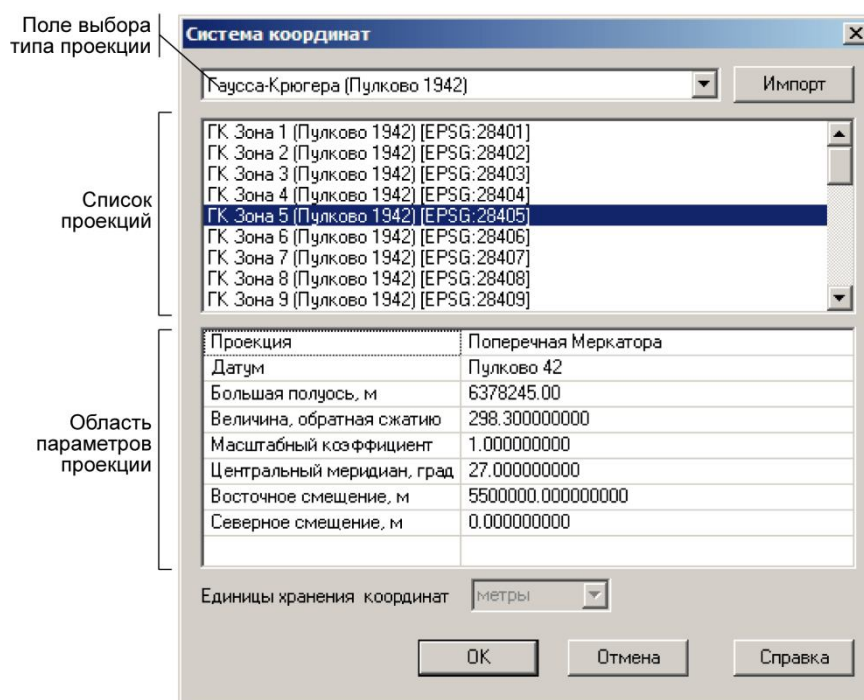 Поле выбора
типа проекции
Система координат
Гаусса-Крюгера (Пулково 1942)
Импорт
Список
проекций
ГК Зона 1 (Пулково 1942) [EPSG:28401]
ГК Зона 2 (Пулково 1942) [EPSG:28402]
ГК Зона 3 (Пулково 1942) [EPSG:28403]
ГК Зона 4 (Пулково 1942) [EPSG:28404]
ГК Зона 5 (Пулково 1942) [EPSG:28405]
ГК Зона 6 (Пулково 1942) [EPSG:28406]
ГК Зона 7 (Пулково 1942) [EPSG:28407]
ГК Зона 8 (Пулково 1942) [EPSG:28408]
ГК Зона 9 (Пулково 1942) [EPSG:28409]
Область
параметров
проекции
Проекция Поперечная Меркатора
Датум Пулково 42
Большая полуось, м 6378245.00
Величина, обратная сжатию 298.300000000
Масштабный коэффициент 1.000000000
Центральный меридиан, град 27.000000000
Восточное смещение, м 5500000.000000000
Северное смещение, м 0.000000000
Единицы хранения координат метры
OK Отмена Справка